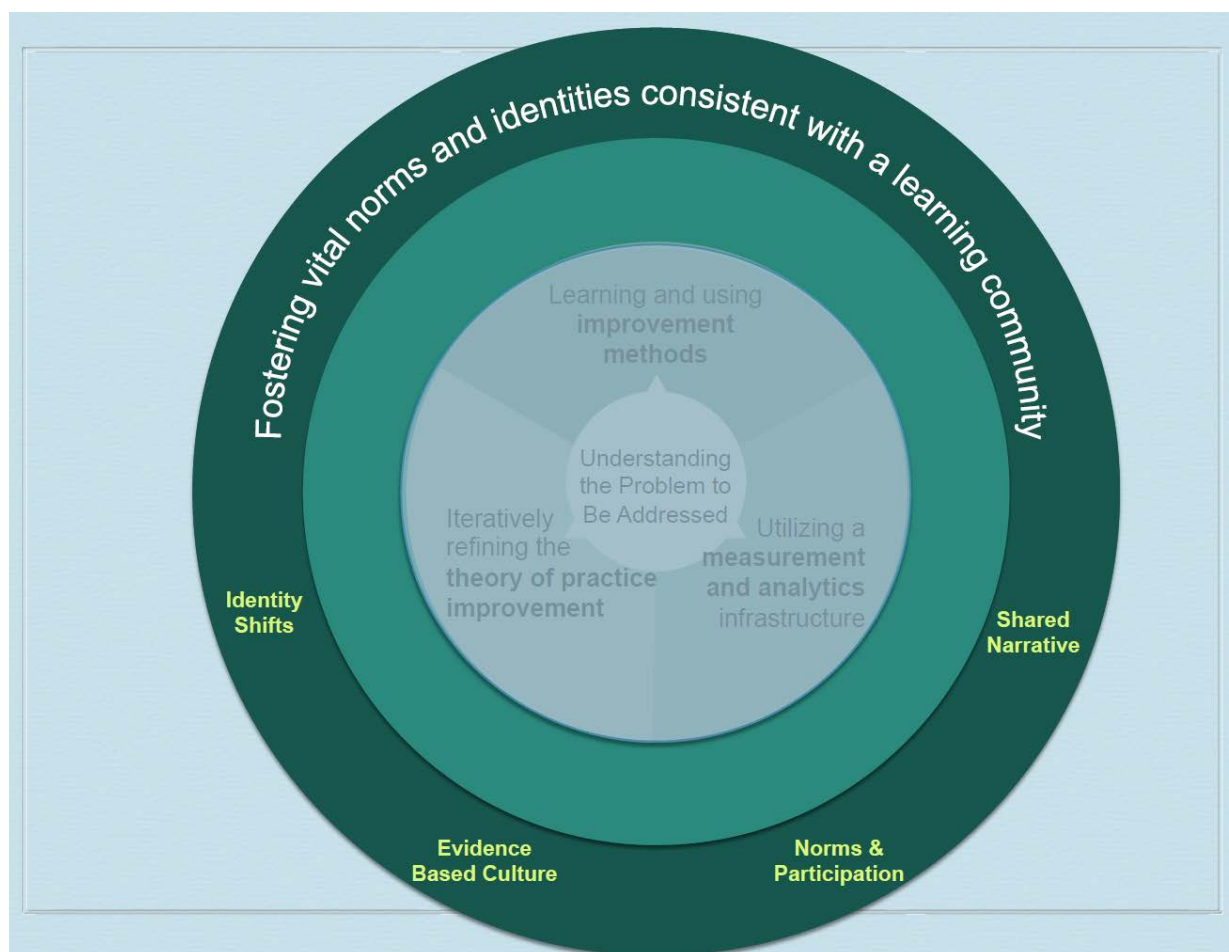 Fostering vital norms and identities consistent with a learning community
Learning and using
improvement
methods
Understanding
the Problem to
Be Addressed
Iteratively
refining the
theory of practice
improvement
Utilizing a
measurement
and analytics
infrastructure
Identity
Shifts
Shared
Narrative
Evidence
Based Culture
Norms &
Participation